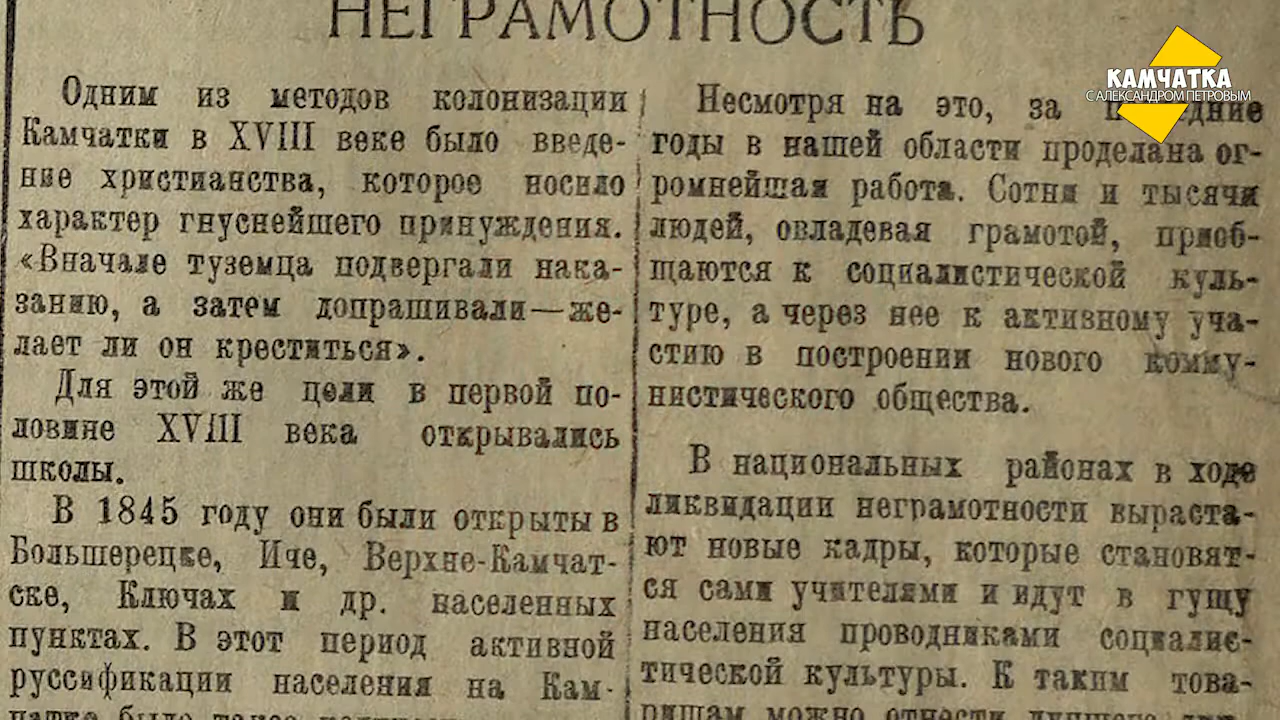 НЕГРАМОТНОСТЬ
Одним из методов колонизации
Камчатки в XVIII веке было введе-
ние христианства, которое носило
характер гнуснейшего принуждения.
«Вначале туземца подвергали нака-
занию, а затем допрашивали—же-
лает ли он креститься».
Для этой же цели в первой по-
ловине XVIII века открывались
школы.
В 1845 году они были открыты в
Большерецке, Иче, Верхне-Камчат-
ске, Ключах и др. населенных
пунктах. В этот период активной
руссификации населения на Кам-
чатке было
Несмотря на это, за последние
годы в нашей области проделана ог-
ромнейшая работа. Сотни и тысячи
людей, овладевая грамотой, приоб-
щаются к социалистической куль-
туре, а через нее к активному уча-
стию в построении нового комму-
нистического общества.
В национальных районах в ходе
ликвидации неграмотности выраста-
ют новые кадры, которые становят-
ся сами учителями и идут в гущу
населения проводниками социалис-
тической культуры. К таким това-
рищам можно отнести
КАМЧАТКА
С АЛЕКСАНДРОМ ПЕТРОВЫМ